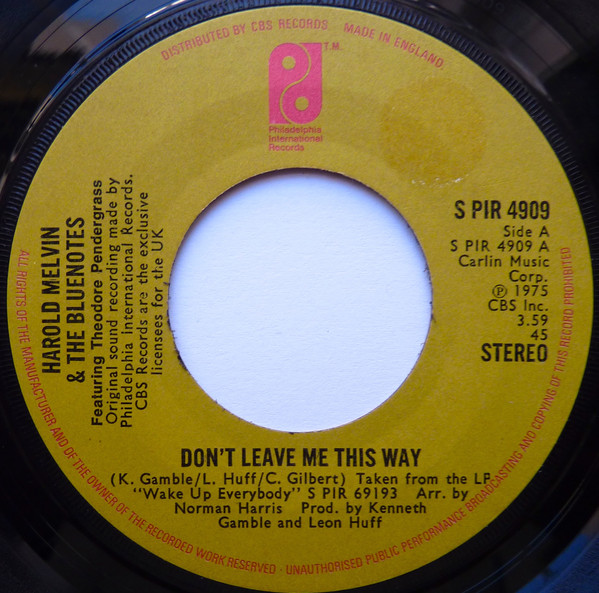 DISTRIBUTED BY CBS RECORDS. MADE IN ENGLAND.
T.M.
Philadelphia
International
Records
HAROLD MELVIN
& THE BLUENOTES
Featuring Theodore Pendergrass
Original sound recording made by
Philadelphia International Records.
CBS Records are the exclusive
licensees for the UK
S PIR 4909
Side A
S PIR 4909 A
Carlin Music
Corp.
℗ 1975
CBS Inc.
3.59
45
STEREO
DON'T LEAVE ME THIS WAY
(K. Gamble/L. Huff/C. Gilbert) Taken from the LP
"Wake Up Everybody" S PIR 69193 Arr. by
Norman Harris Prod. by Kenneth
Gamble and Leon Huff
ALL RIGHTS OF THE MANUFACTURER AND OF THE OWNER OF THE RECORDED WORK RESERVED - UNAUTHORISED PUBLIC PERFORMANCE BROADCASTING AND COPYING OF THIS RECORD PROHIBITED